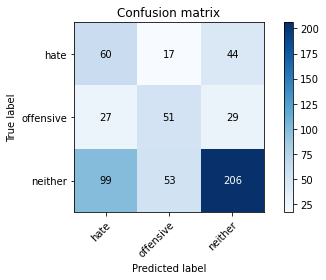 Confusion matrix
hate 60 17 44
offensive 27 51 29
neither 99 53 206
hate offensive neither
True label
Predicted label
200
175
150
125
100
75
50
25